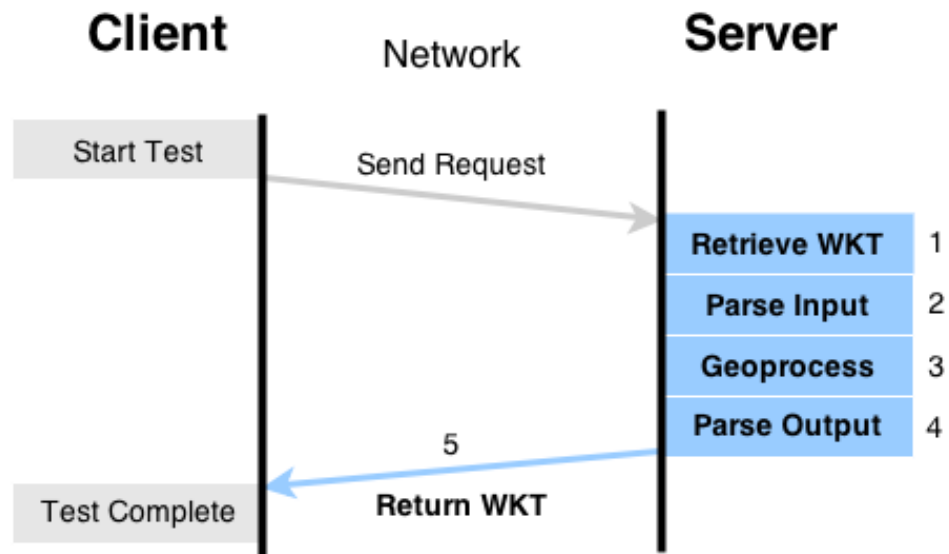 Client
Network
Server
Start Test
Send Request
Retrieve WKT
1
Parse Input
2
Geoprocess
3
Parse Output
4
5
Return WKT
Test Complete